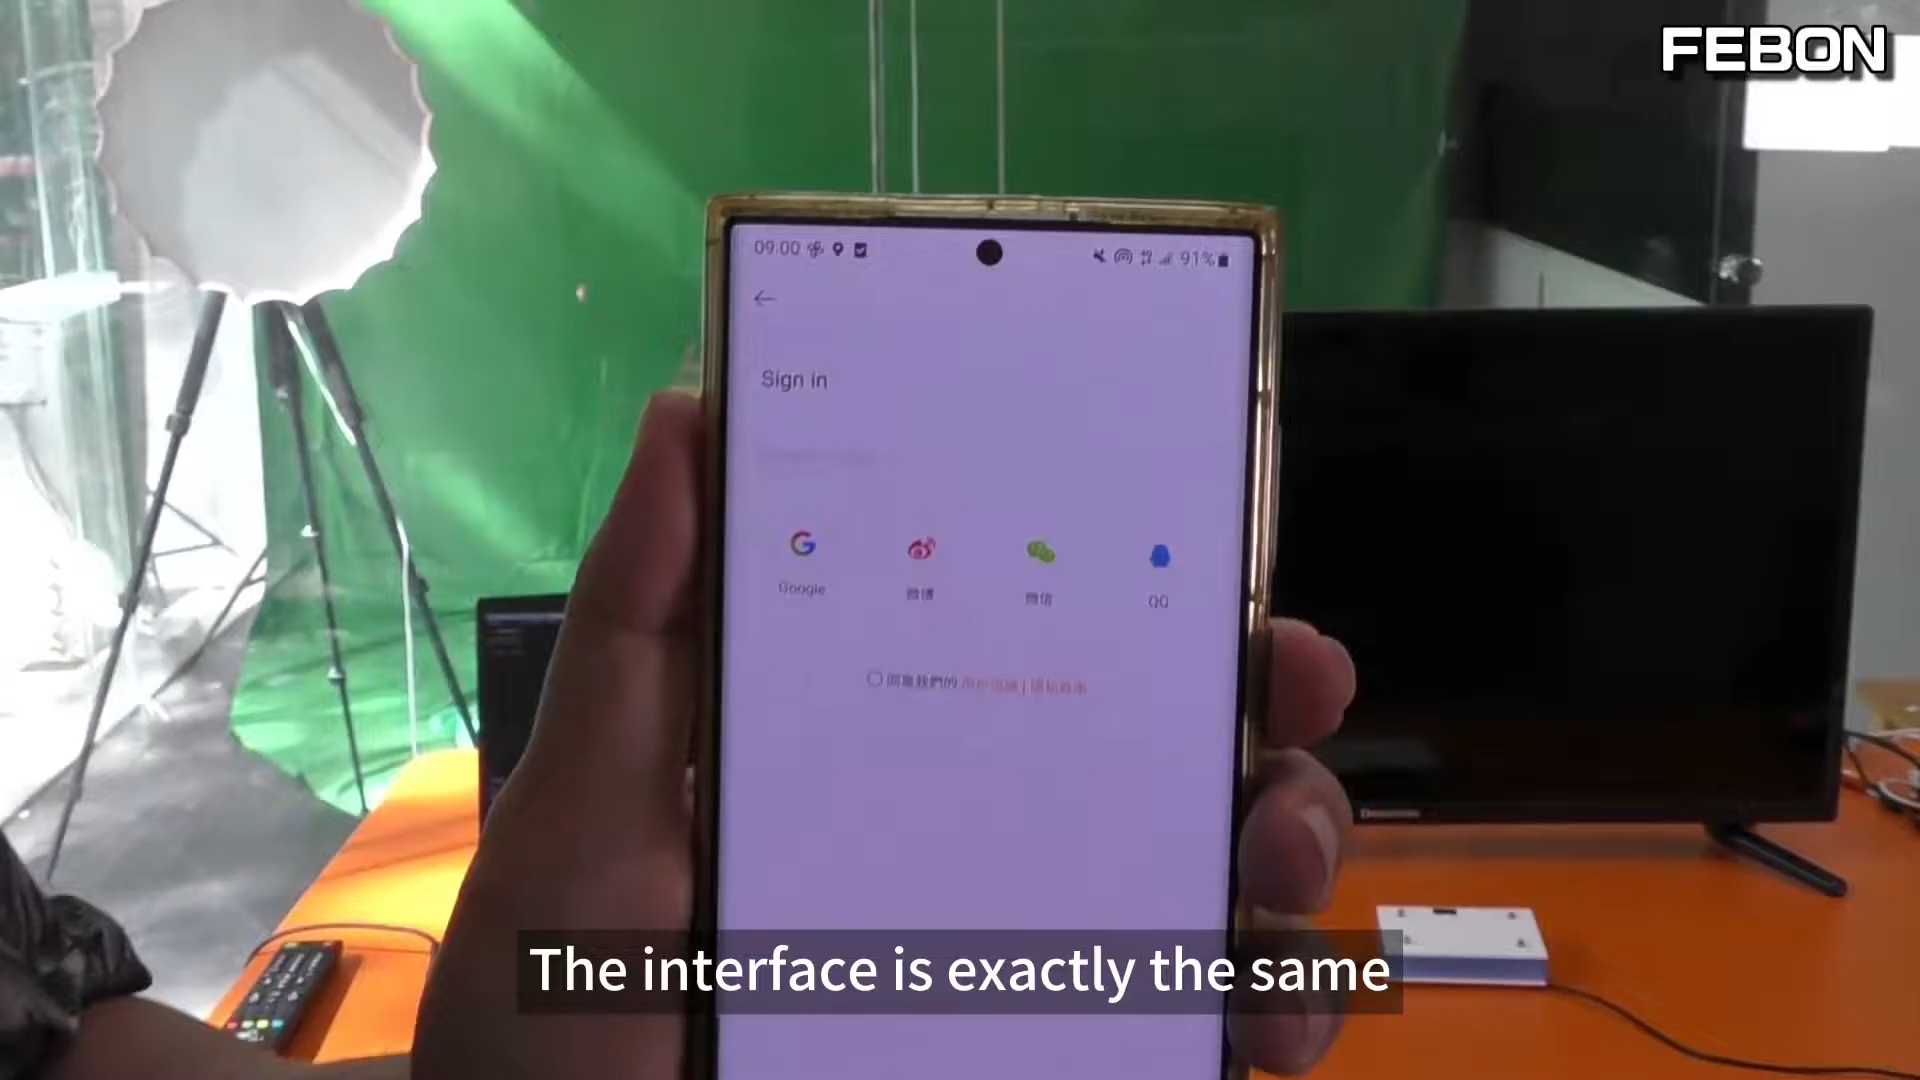 FEBON
09:00
91%
Sign in
Google
微博
微信
QQ
The interface is exactly the same